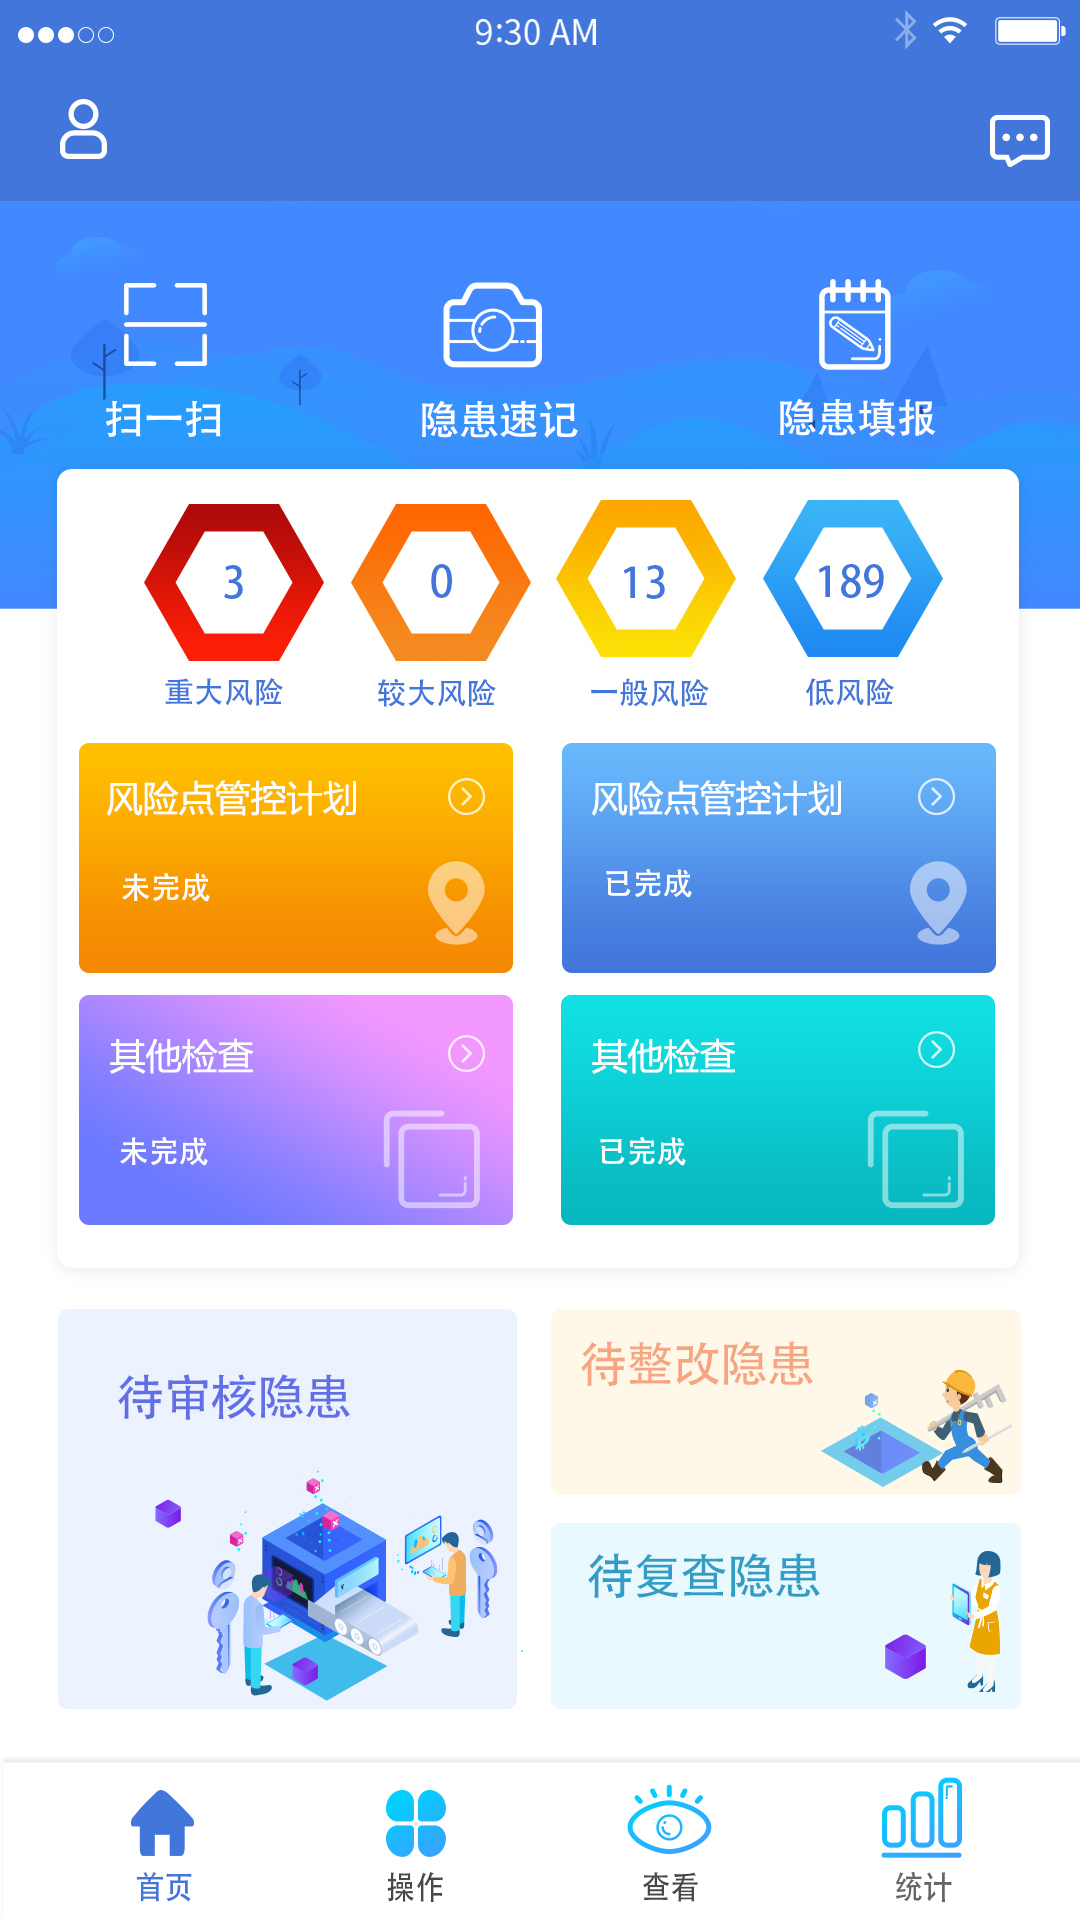 9:30 AM
扫一扫
隐患速记
隐患填报
3
0
13
189
重大风险
较大风险
一般风险
低风险
风险点管控计划
未完成
风险点管控计划
已完成
其他检查
未完成
其他检查
已完成
待审核隐患
待整改隐患
待复查隐患
首页
操作
查看
统计